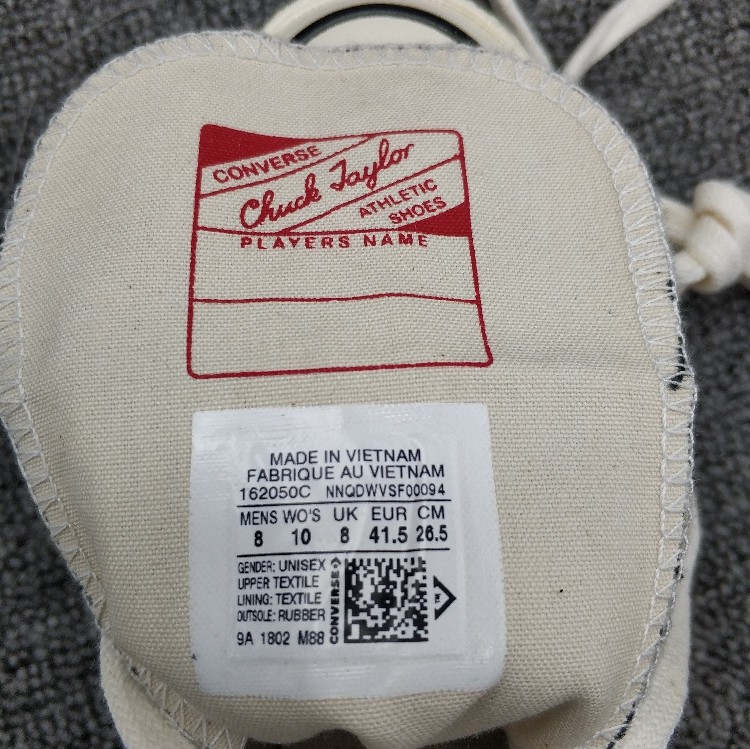 CONVERSE
Chuck Taylor
ATHLETIC
SHOES
PLAYERS NAME
MADE IN VIETNAM
FABRIQUE AU VIETNAM
162050C NNQDWVSF00094
MENS WO'S UK EUR CM
8 10 8 41.5 26.5
GENDER: UNISEX
UPPER TEXTILE
LINING: TEXTILE
OUTSOLE: RUBBER
9A 1802 M88
CONVERSE
TM